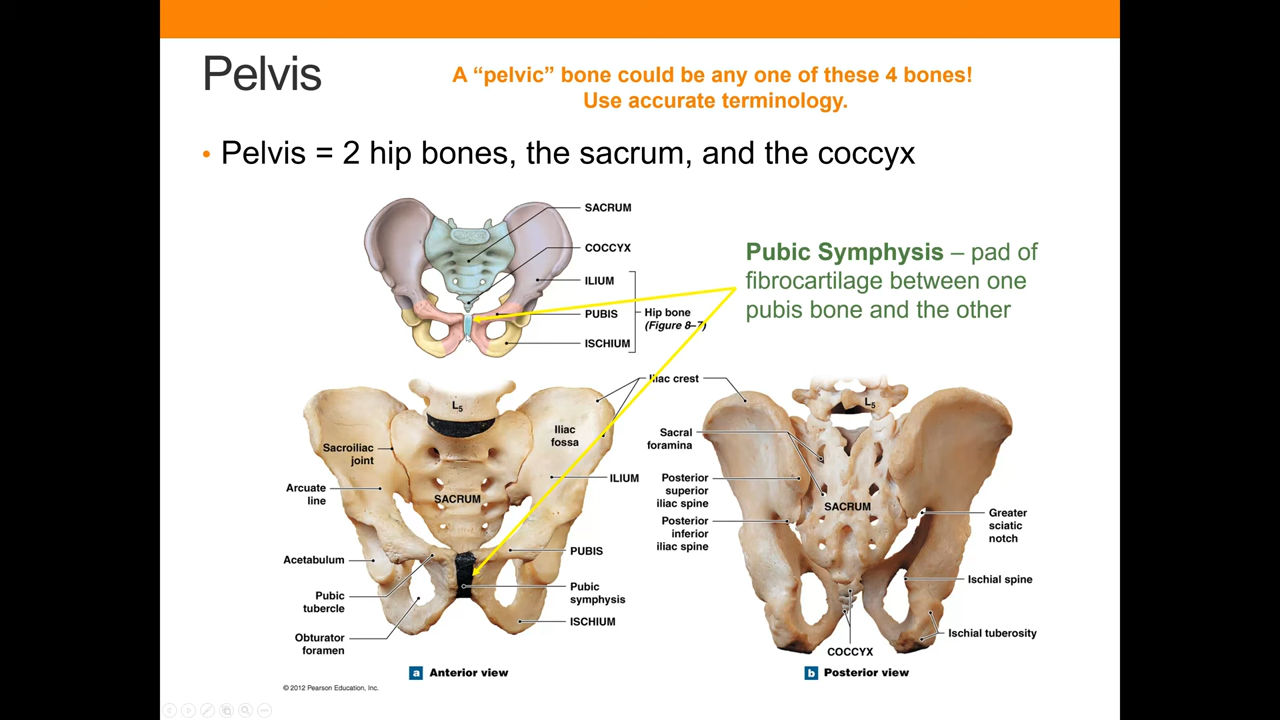 Pelvis
A “pelvic” bone could be any one of these 4 bones!
Use accurate terminology.
• Pelvis = 2 hip bones, the sacrum, and the coccyx
SACRUM
COCCYX
ILIUM
PUBIS
Hip bone
(Figure 8–7)
ISCHIUM
Pubic Symphysis – pad of
fibrocartilage between one
pubis bone and the other
Iliac crest
L5
Iliac
fossa
Sacroiliac
joint
ILIUM
Arcuate
line
SACRUM
PUBIS
Acetabulum
Pubic
symphysis
Pubic
tubercle
ISCHIUM
Obturator
foramen
a Anterior view
L5
Sacral
foramina
Posterior
superior
iliac spine
SACRUM
Posterior
inferior
iliac spine
Greater
sciatic
notch
Ischial spine
Ischial tuberosity
COCCYX
b Posterior view
© 2012 Pearson Education, Inc.